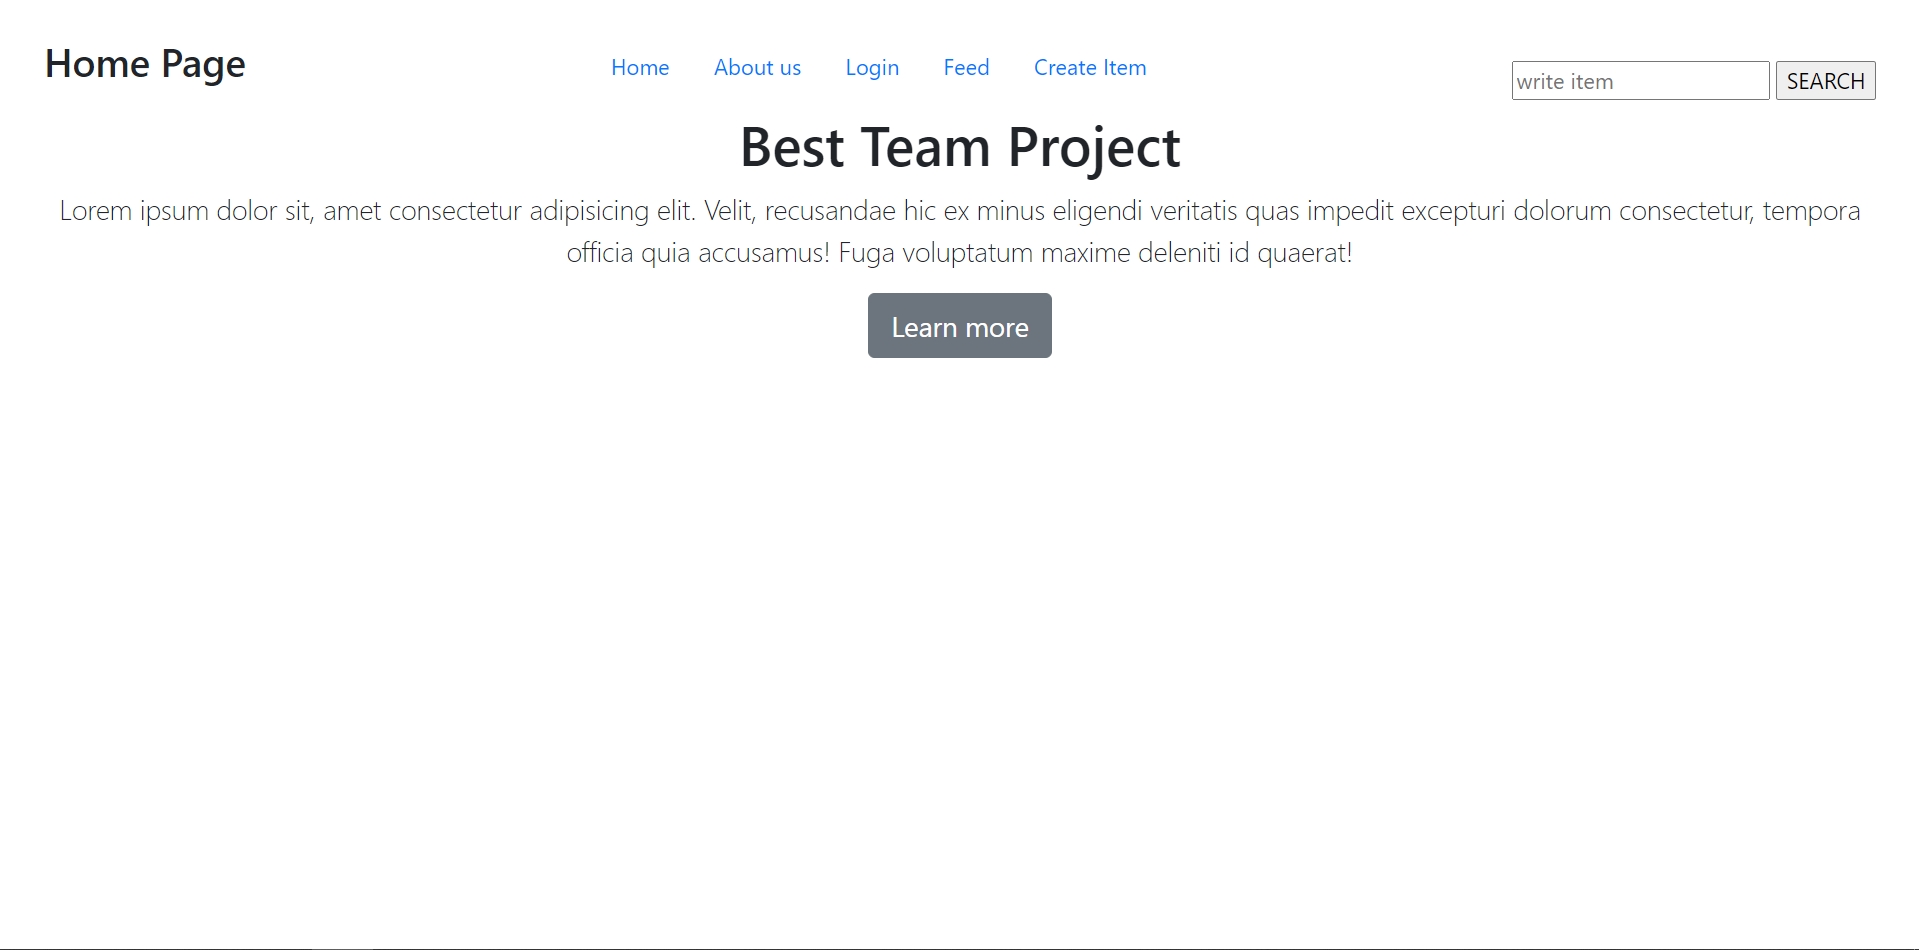 Home Page
Home About us Login Feed Create Item
write item SEARCH
Best Team Project
Lorem ipsum dolor sit, amet consectetur adipisicing elit. Velit, recusandae hic ex minus eligendi veritatis quas impedit excepturi dolorum consectetur, tempora
officia quia accusamus! Fuga voluptatum maxime deleniti id quaerat!
Learn more